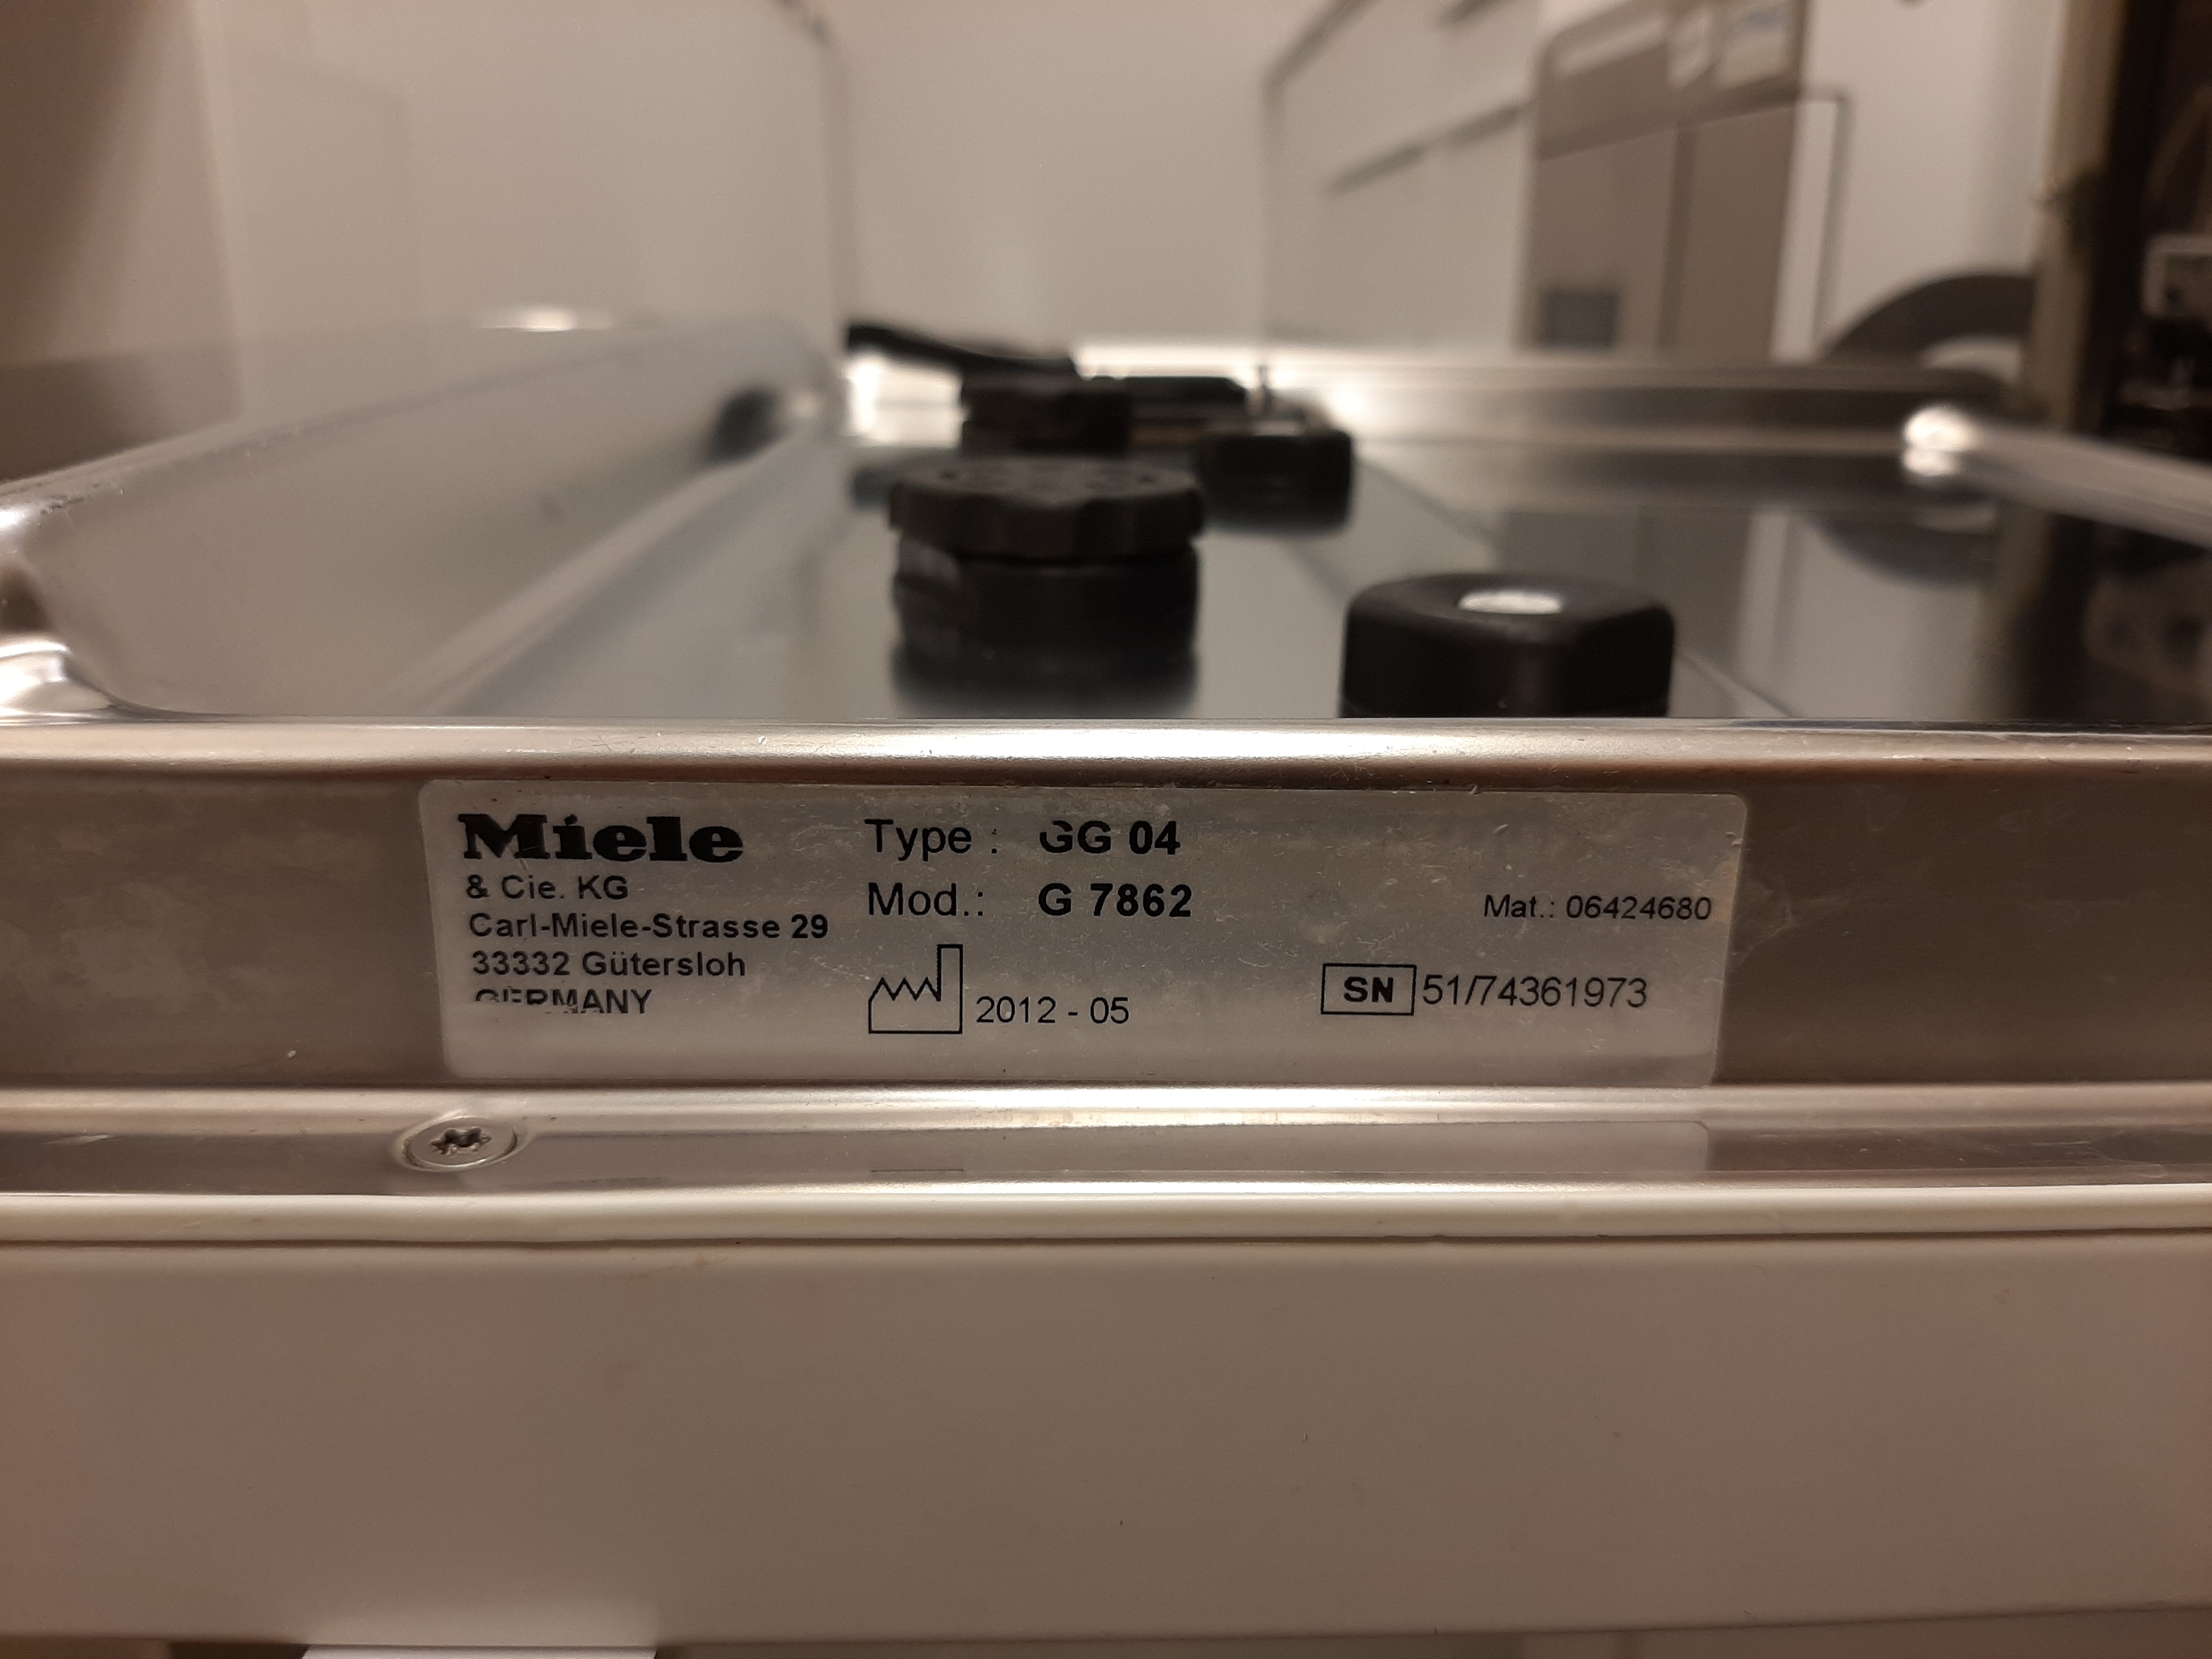 Miele
& Cie. KG
Carl-Miele-Strasse 29
33332 Gütersloh
GERMANY
Type : GG 04
Mod.: G 7862
Mat.: 06424680
2012 - 05
SN 51/74361973